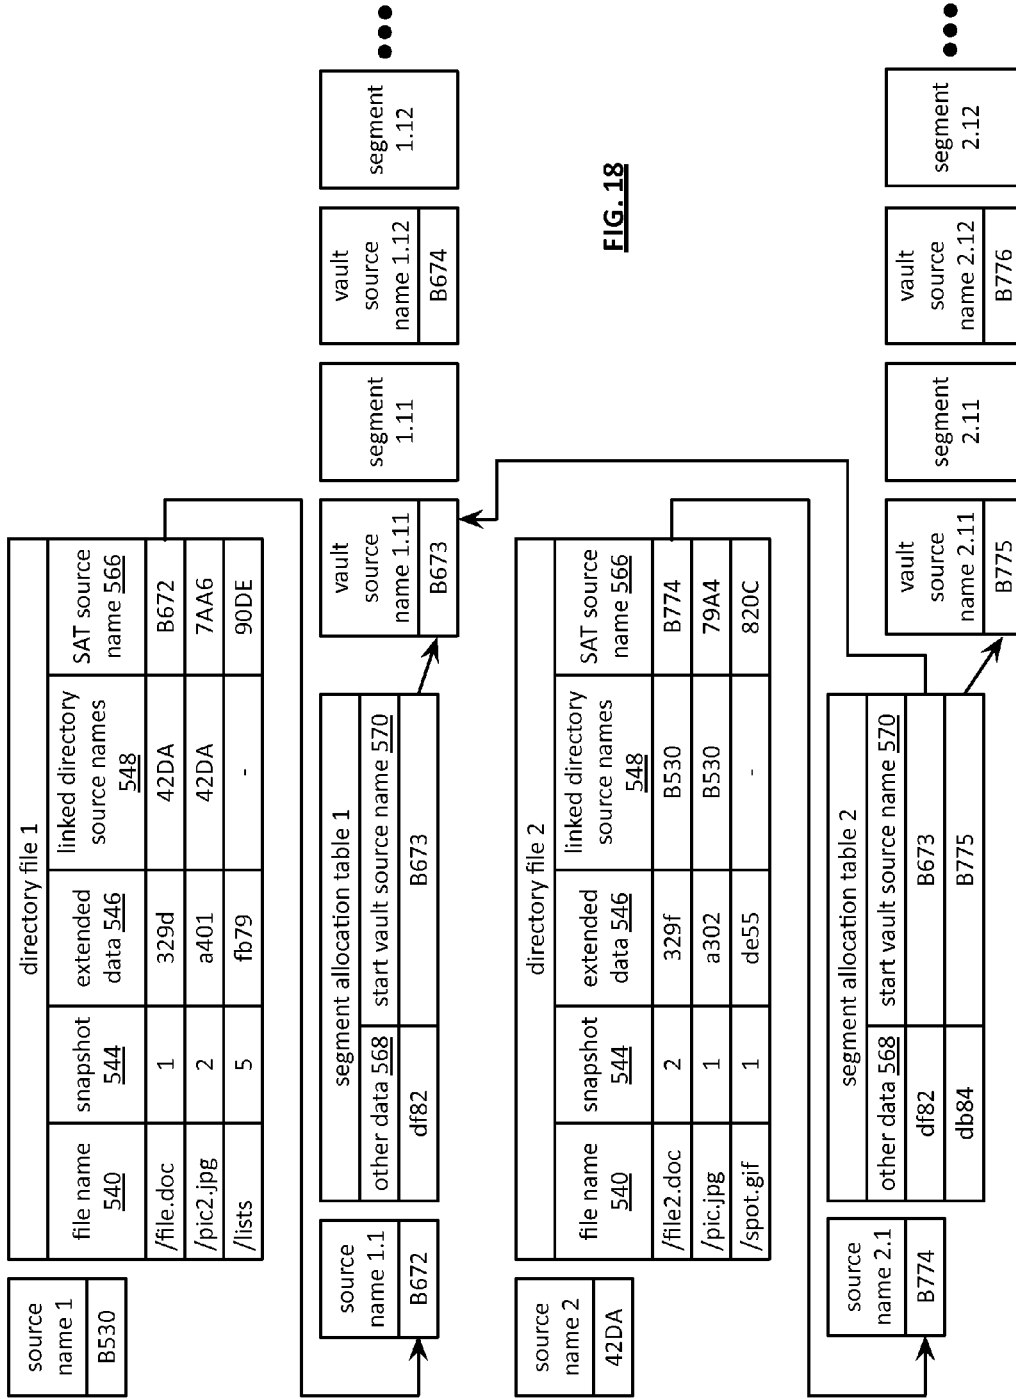 source
name 1
B530
directory file 1
file name
540
snapshot
544
extended
data 546
linked directory
source names
548
SAT source
name 566
/file.doc
1
329d
42DA
B672
/pic2.jpg
2
a401
42DA
7AA6
/lists
5
fb79
-
90DE
source
name 1.1
B672
segment allocation table 1
other data 568
start vault source name 570
df82
B673
vault
source
name 1.11
B673
segment
1.11
vault
source
name 1.12
B674
segment
1.12
•••
source
name 2
42DA
directory file 2
file name
540
snapshot
544
extended
data 546
linked directory
source names
548
SAT source
name 566
/file2.doc
2
329f
B530
B774
/pic.jpg
1
a302
B530
79A4
/spot.gif
1
de55
-
820C
FIG. 18
source
name 2.1
B774
segment allocation table 2
other data 568
start vault source name 570
df82
B673
db84
B775
vault
source
name 2.11
B775
segment
2.11
vault
source
name 2.12
B776
segment
2.12
•••